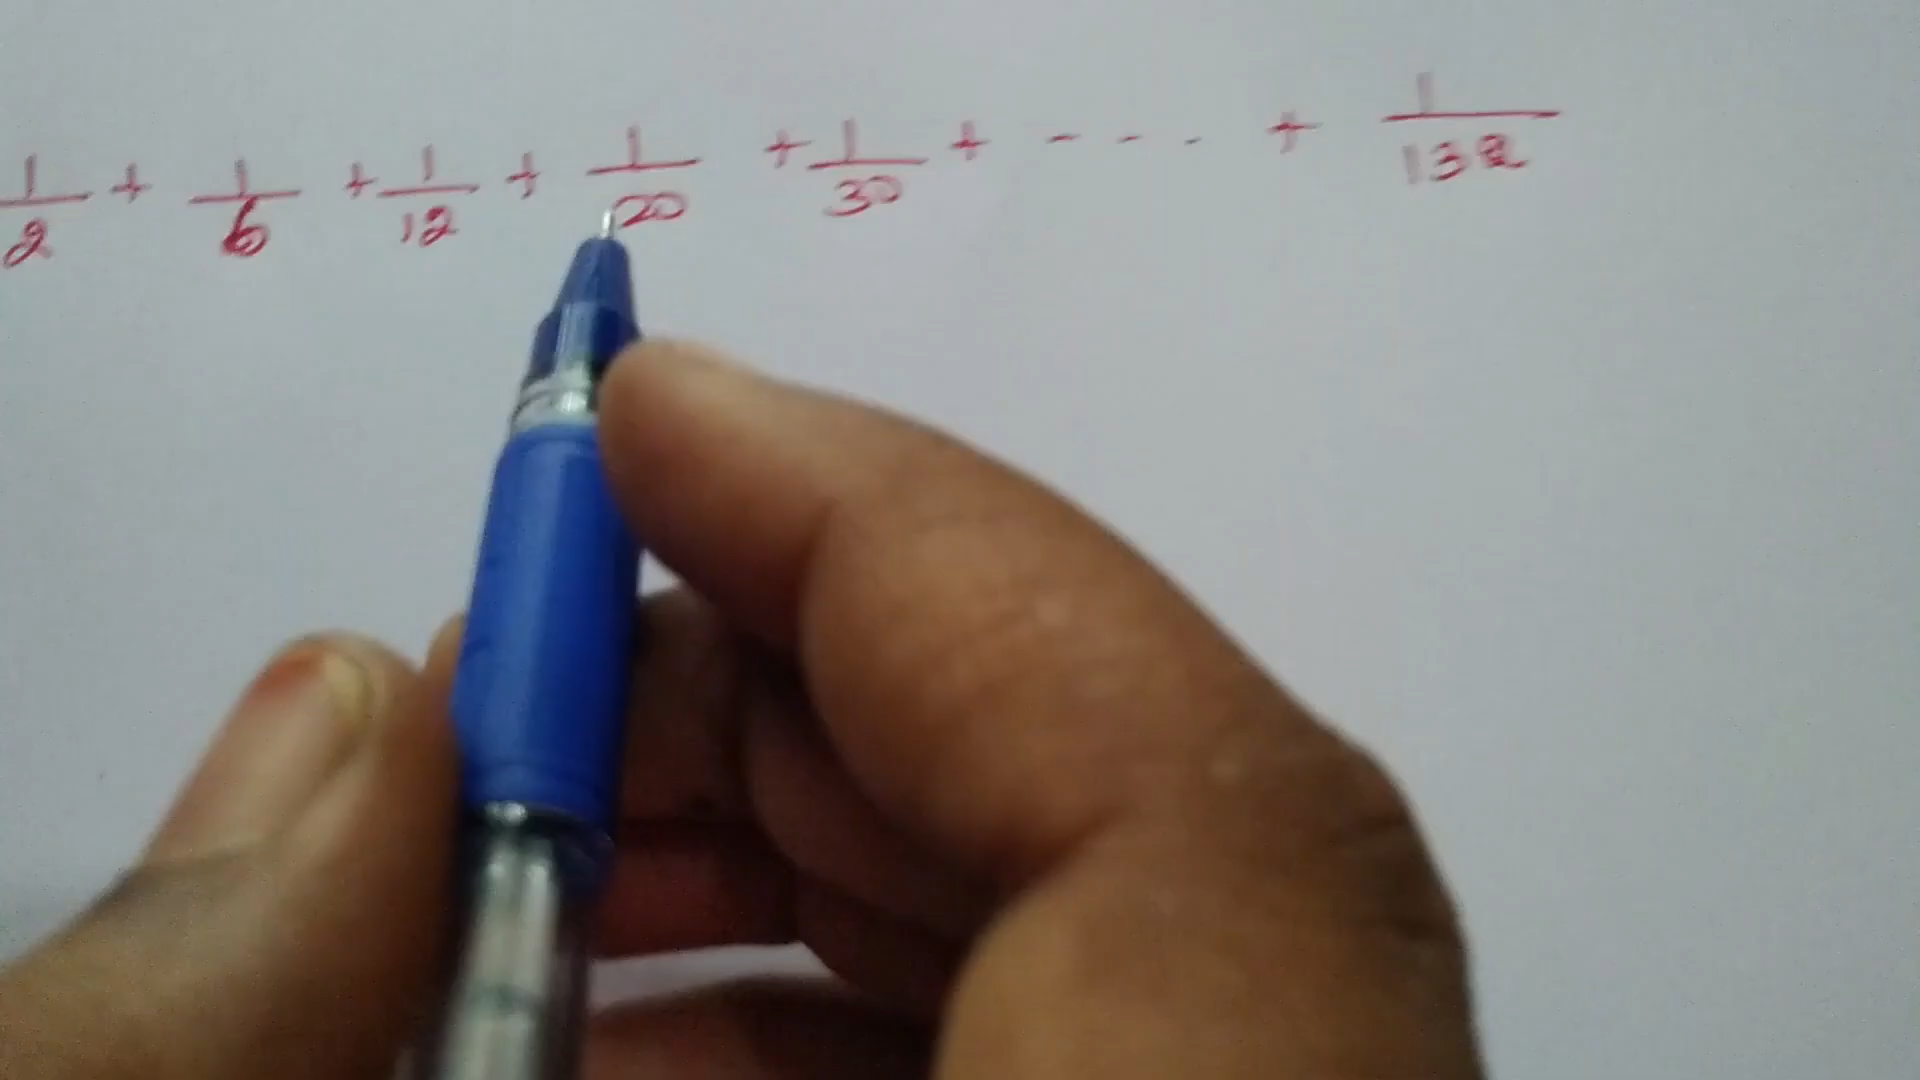 1/2 + 1/6 + 1/12 + 1/20 + 1/30 + - - - . + 1/132